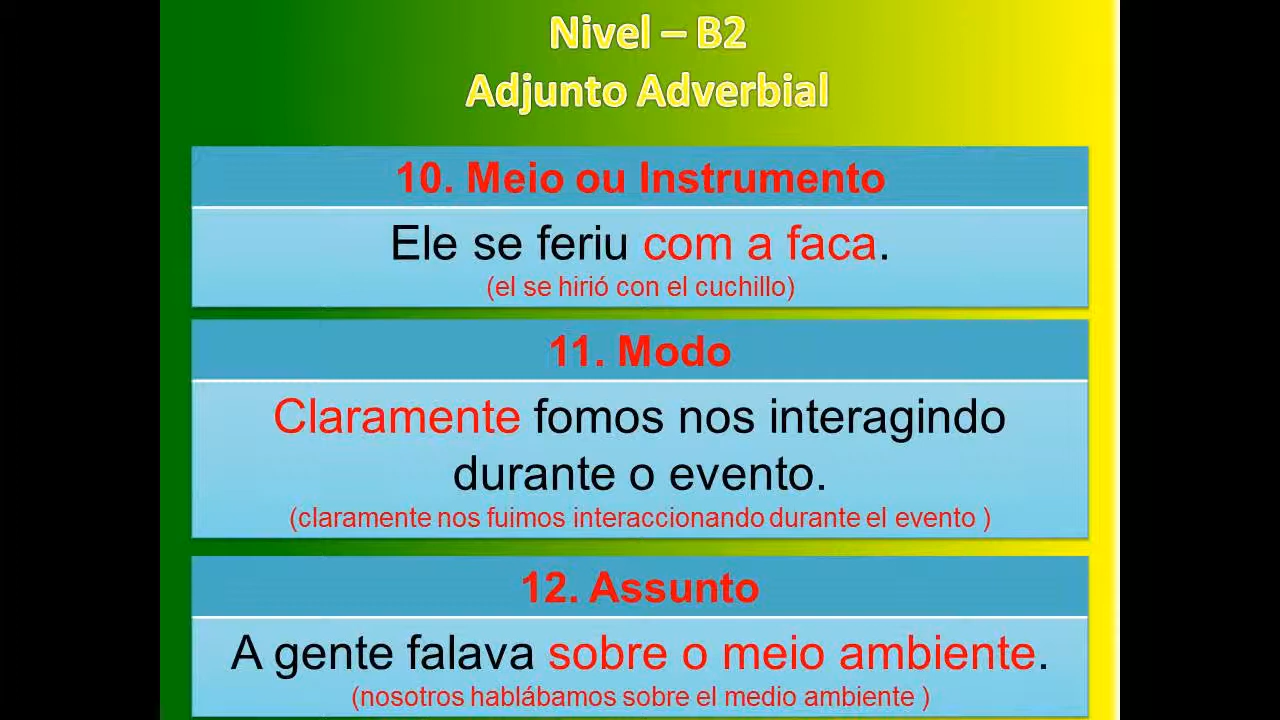 Nivel – B2
Adjunto Adverbial
10. Meio ou Instrumento
Ele se feriu com a faca.
(el se hirió con el cuchillo)
11. Modo
Claramente fomos nos interagindo
durante o evento.
(claramente nos fuimos interaccionando durante el evento )
12. Assunto
A gente falava sobre o meio ambiente.
(nosotros hablábamos sobre el medio ambiente )